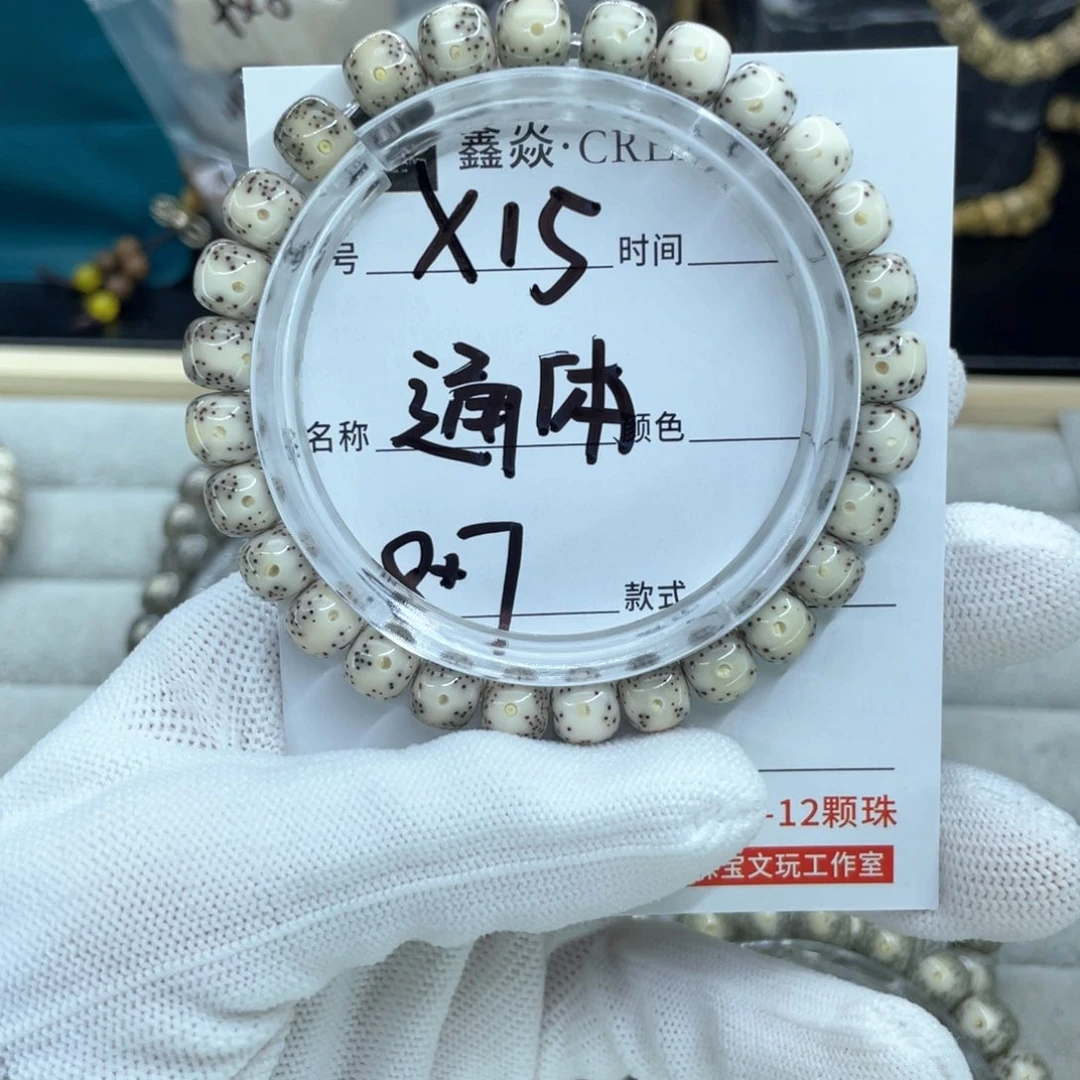 鑫焱·CRE
号 X15 时间
名称 通体 颜色
8+7 款式
-12颗珠
珠宝文玩工作室